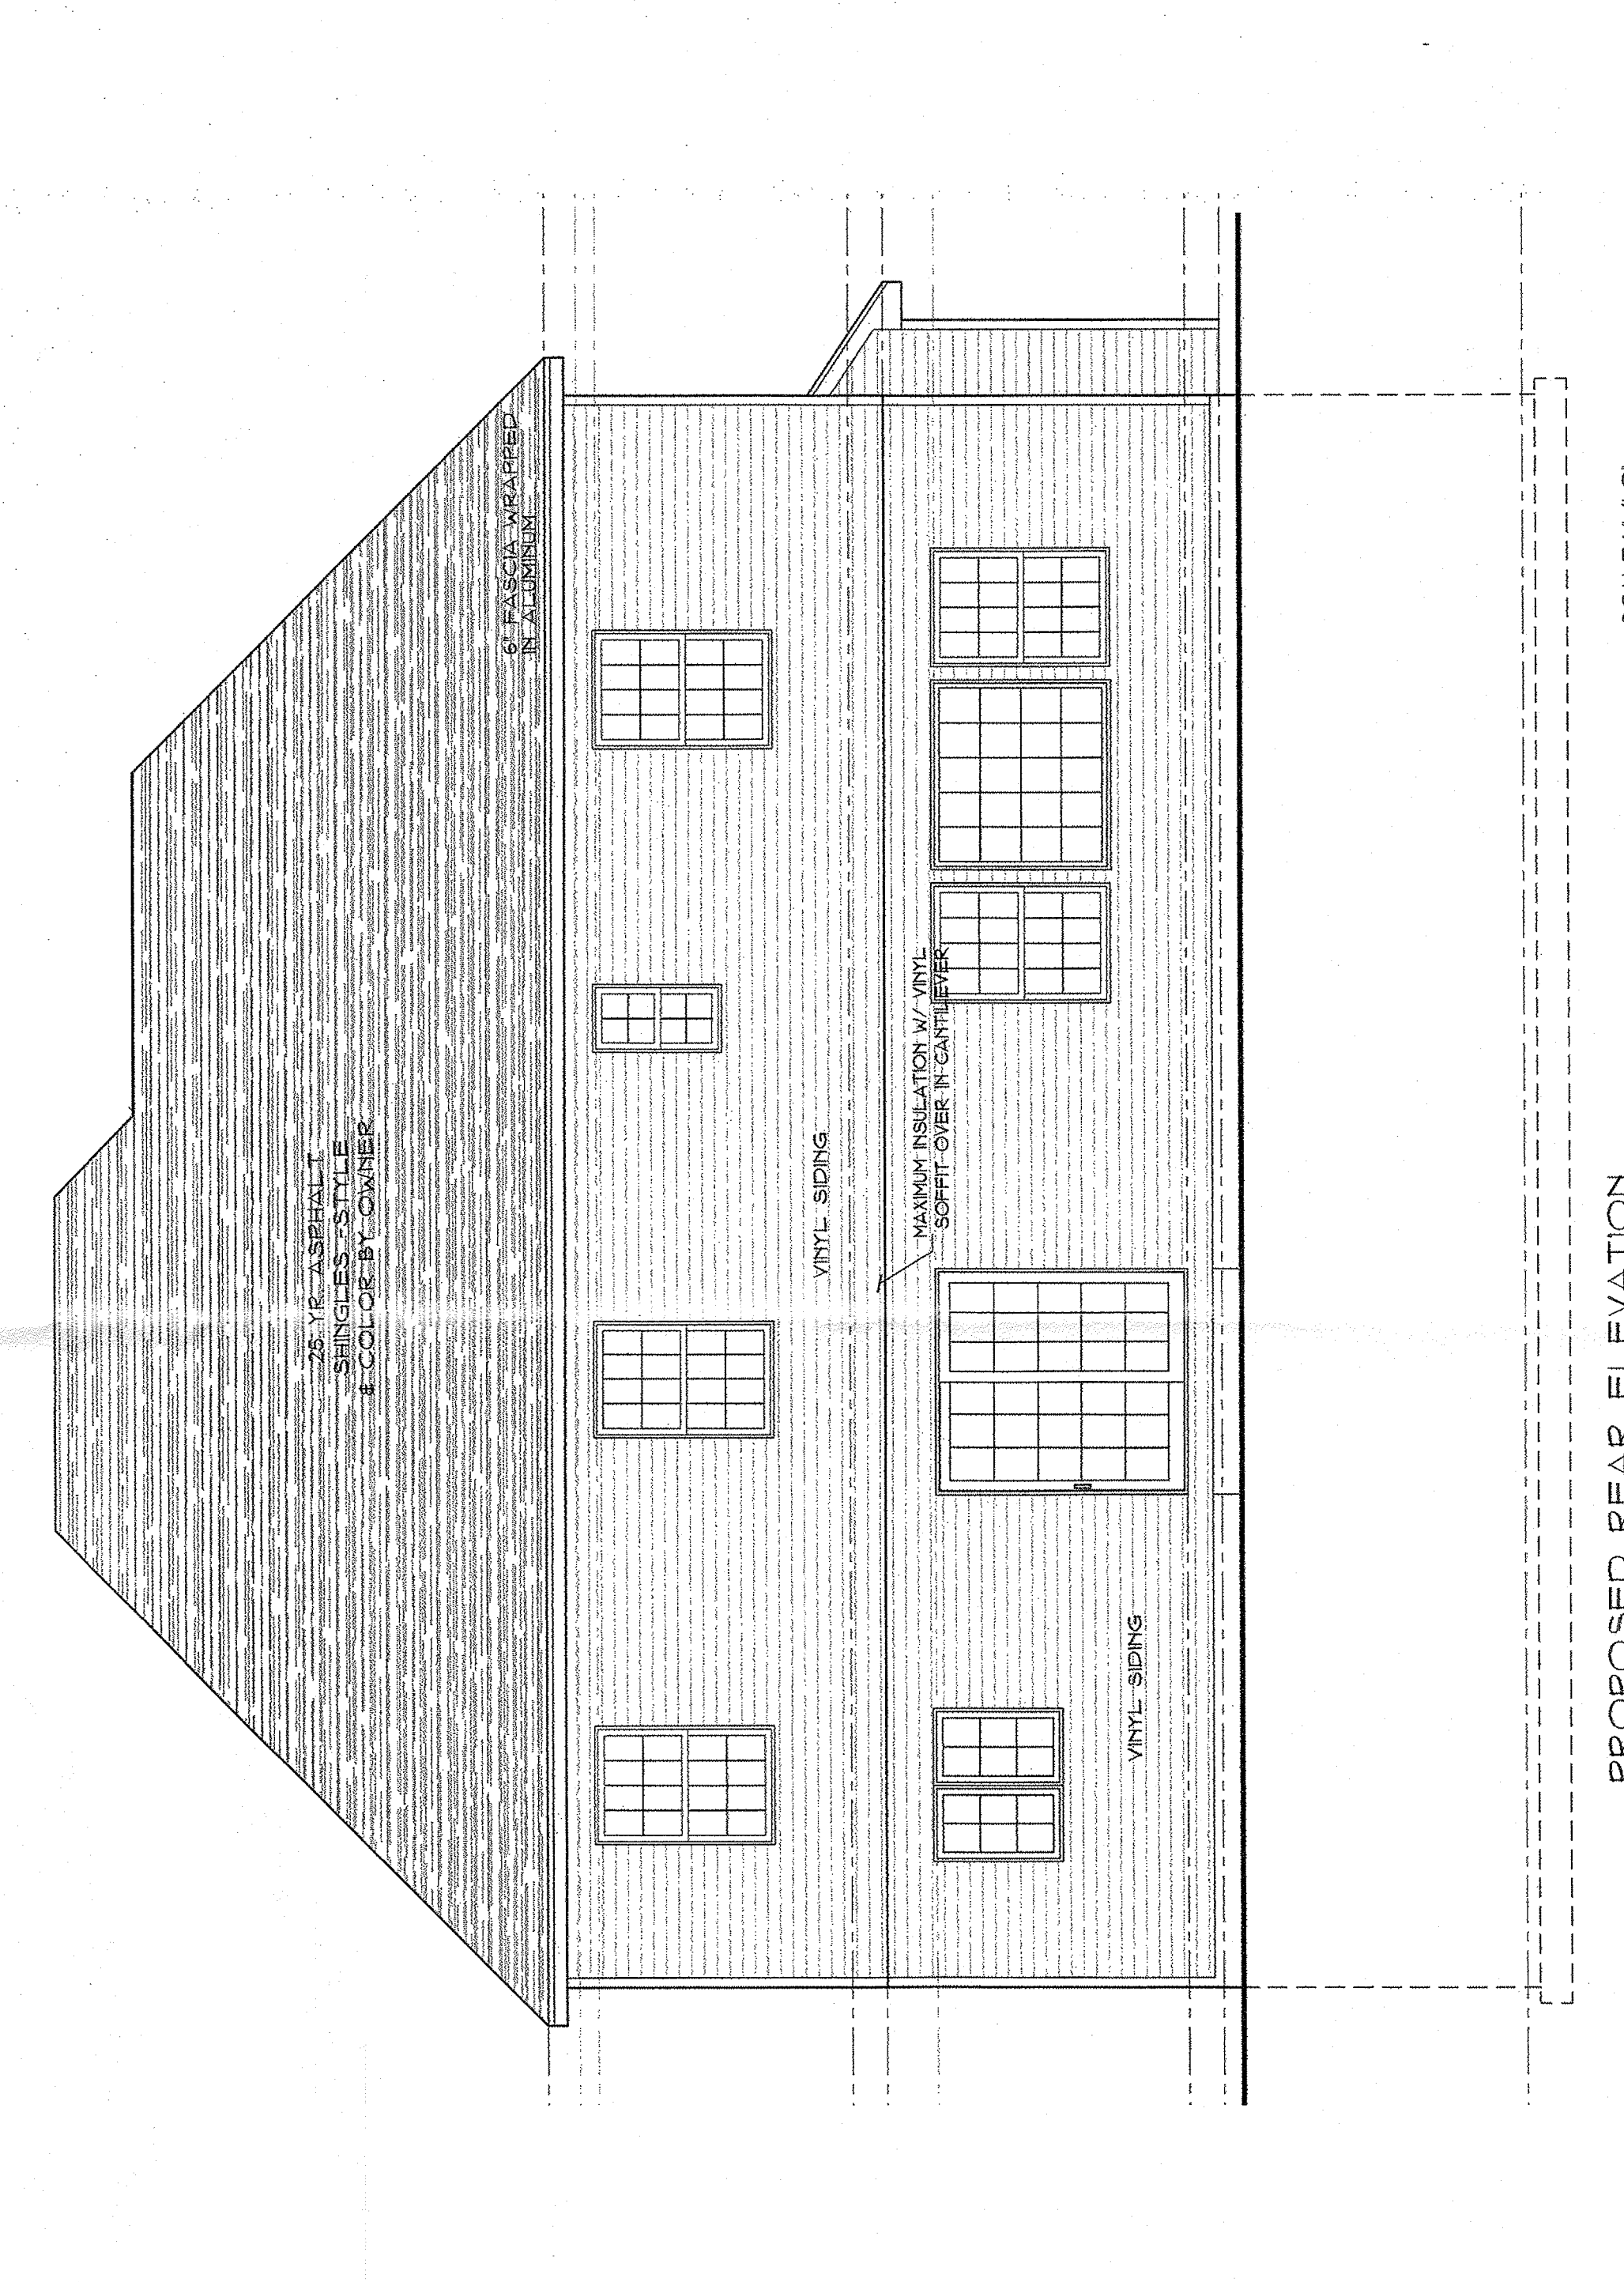 6" FASCIA WRAPPED
IN ALUMINUM
25 YR ASPHALT
SHINGLES - STYLE
& COLOR BY OWNER
VINYL SIDING
MAXIMUM INSULATION W/ VINYL
SOFFIT OVER IN CANTILEVER
VINYL SIDING
PROPOSED REAR ELEVATION